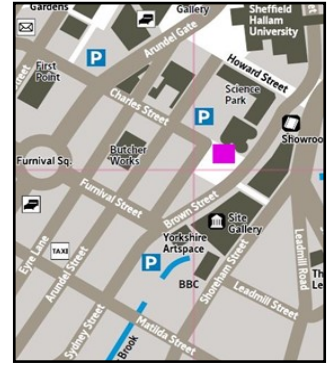 Gardens
Gallery
Sheffield
Hallam
University
Arundel Gate
P
First
Point
Howard Street
Science
Park
Charles Street
P
Showroo
Butcher
Works
Furnival Sq.
Furnival Street
Brown Street
Site
Gallery
Yorkshire
Artspace
TAXI
Eyre Lane
Arundel Street
P
BBC
Shoreham Street
Leadmill Road
Leadmill Street
Th
Le
Sydney Street
Matilda Street
Brook